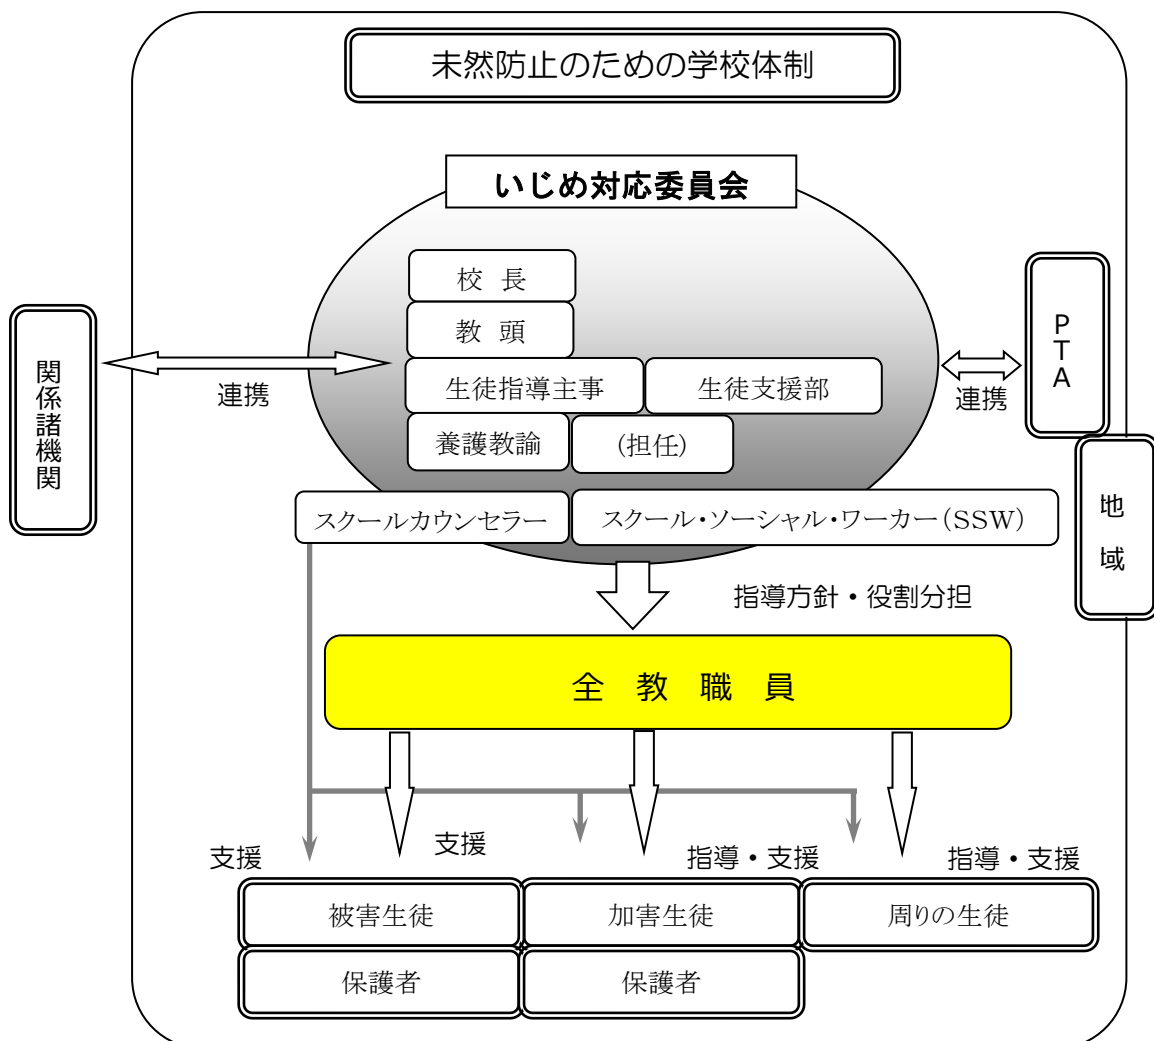 未然防止のための学校体制
いじめ対応委員会
校 長
教 頭
生徒指導主事
生徒支援部
養護教諭
(担任)
スクールカウンセラー
スクール・ソーシャル・ワーカー(SSW)
関係諸機関
連携
連携
PTA
地域
指導方針・役割分担
全 教 職 員
支援
支援
指導・支援
指導・支援
被害生徒
加害生徒
周りの生徒
保護者
保護者